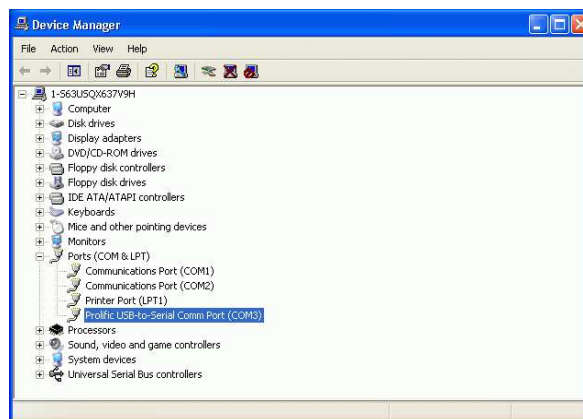 Device Manager
File Action View Help
1-S63USQX637V9H
Computer
Disk drives
Display adapters
DVD/CD-ROM drives
Floppy disk controllers
Floppy disk drives
IDE ATA/ATAPI controllers
Keyboards
Mice and other pointing devices
Monitors
Ports (COM & LPT)
Communications Port (COM1)
Communications Port (COM2)
Printer Port (LPT1)
Prolific USB-to-Serial Comm Port (COM3)
Processors
Sound, video and game controllers
System devices
Universal Serial Bus controllers